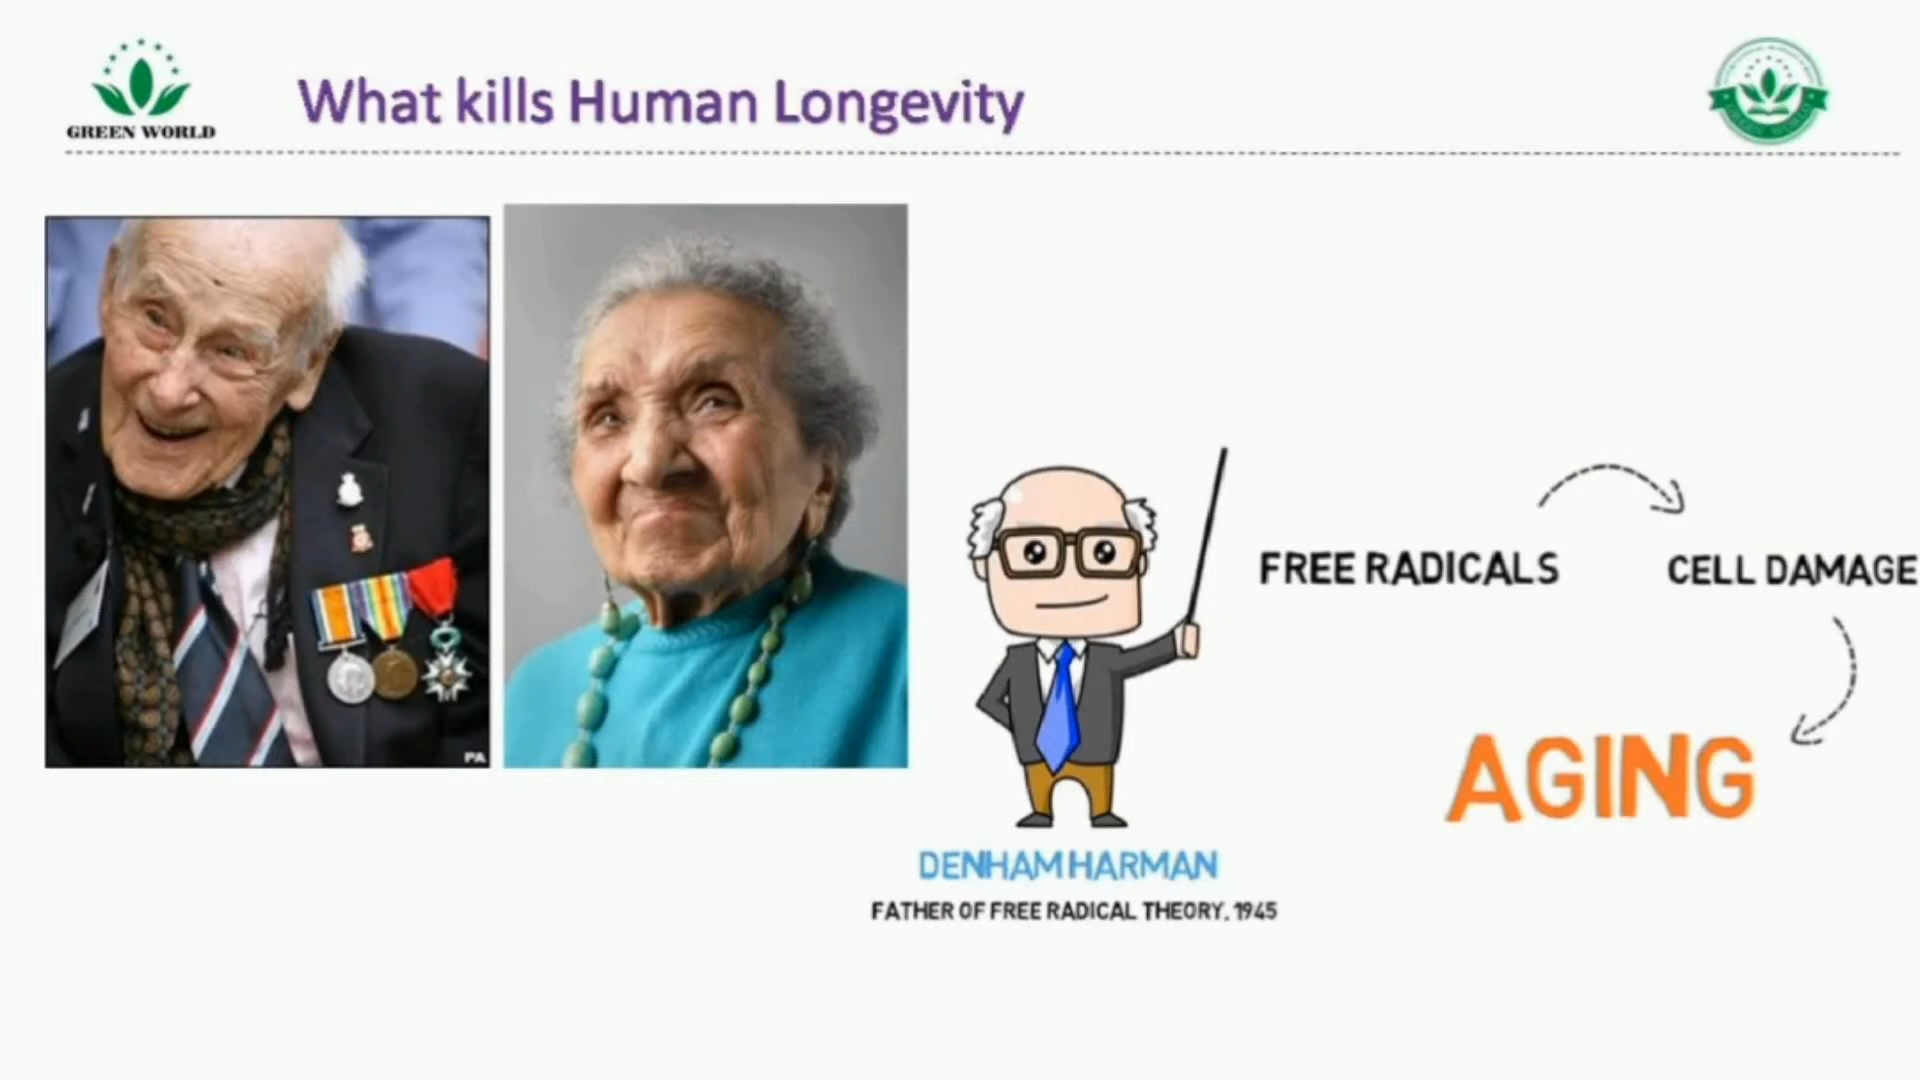 GREEN WORLD
What kills Human Longevity
PA
FREE RADICALS
CELL DAMAGE
AGING
DENHAM HARMAN
FATHER OF FREE RADICAL THEORY, 1945